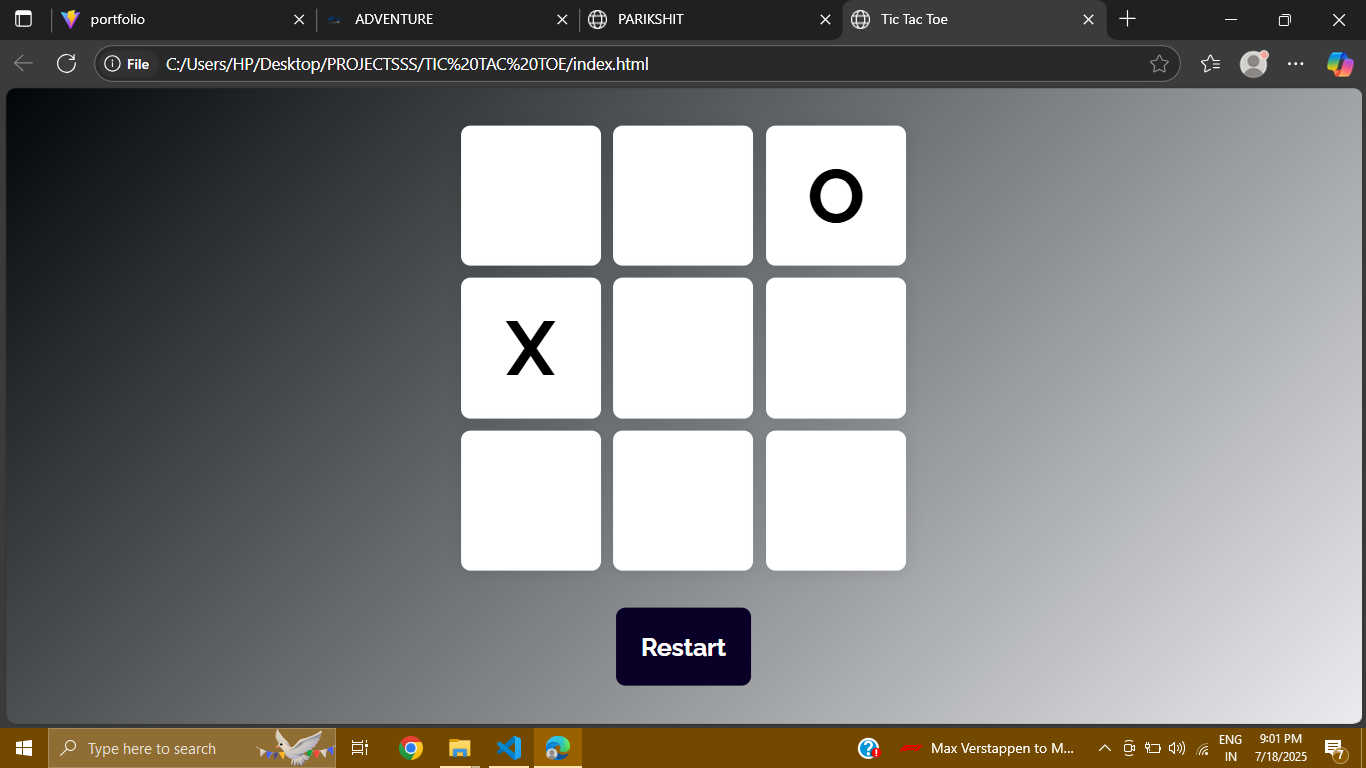 portfolio
ADVENTURE
PARIKSHIT
Tic Tac Toe
File
C:/Users/HP/Desktop/PROJECTSSS/TIC%20TAC%20TOE/index.html
O
X
Restart
Type here to search
Max Verstappen to M...
ENG
IN
9:01 PM
7/18/2025
7